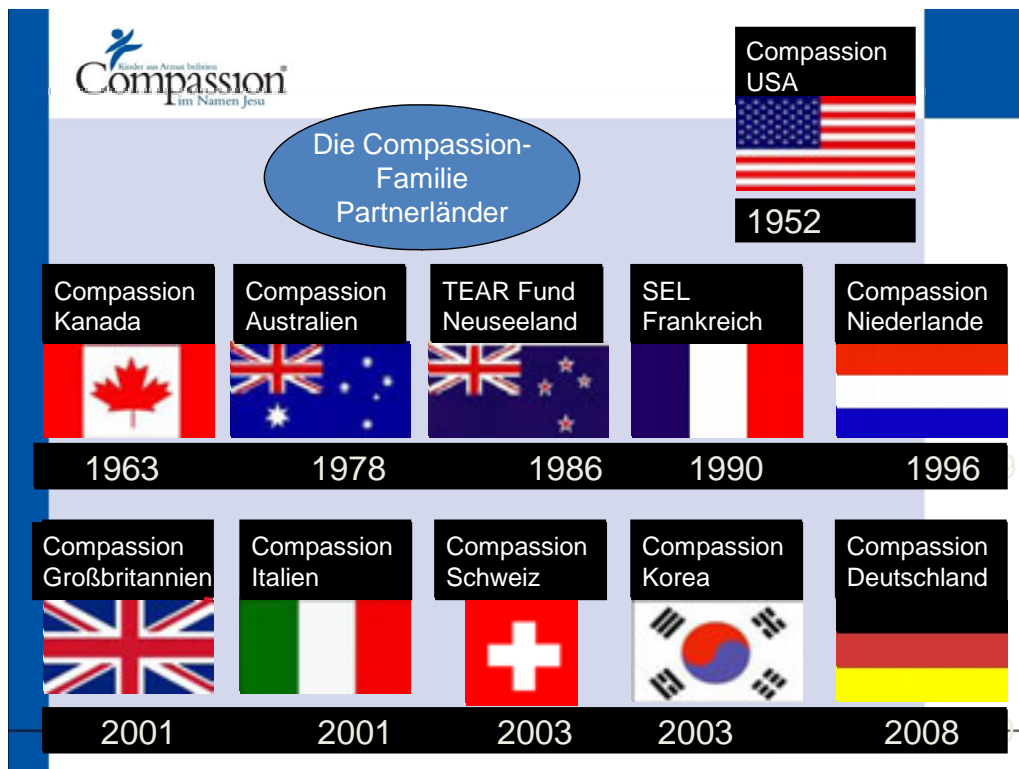 Kinder aus Armut befreien
Compassion®
im Namen Jesu
Compassion
USA
1952
Die Compassion-
Familie
Partnerländer
Compassion
Kanada
Compassion
Australien
TEAR Fund
Neuseeland
SEL
Frankreich
Compassion
Niederlande
1963 1978 1986 1990 1996
Compassion
Großbritannien
Compassion
Italien
Compassion
Schweiz
Compassion
Korea
Compassion
Deutschland
2001 2001 2003 2003 2008